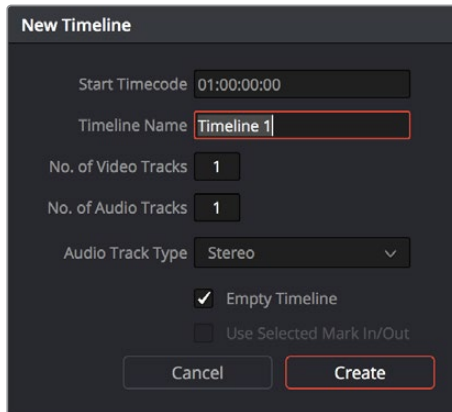 New Timeline
Start Timecode 01:00:00:00
Timeline Name Timeline 1
No. of Video Tracks 1
No. of Audio Tracks 1
Audio Track Type Stereo
Empty Timeline
Use Selected Mark In/Out
Cancel Create